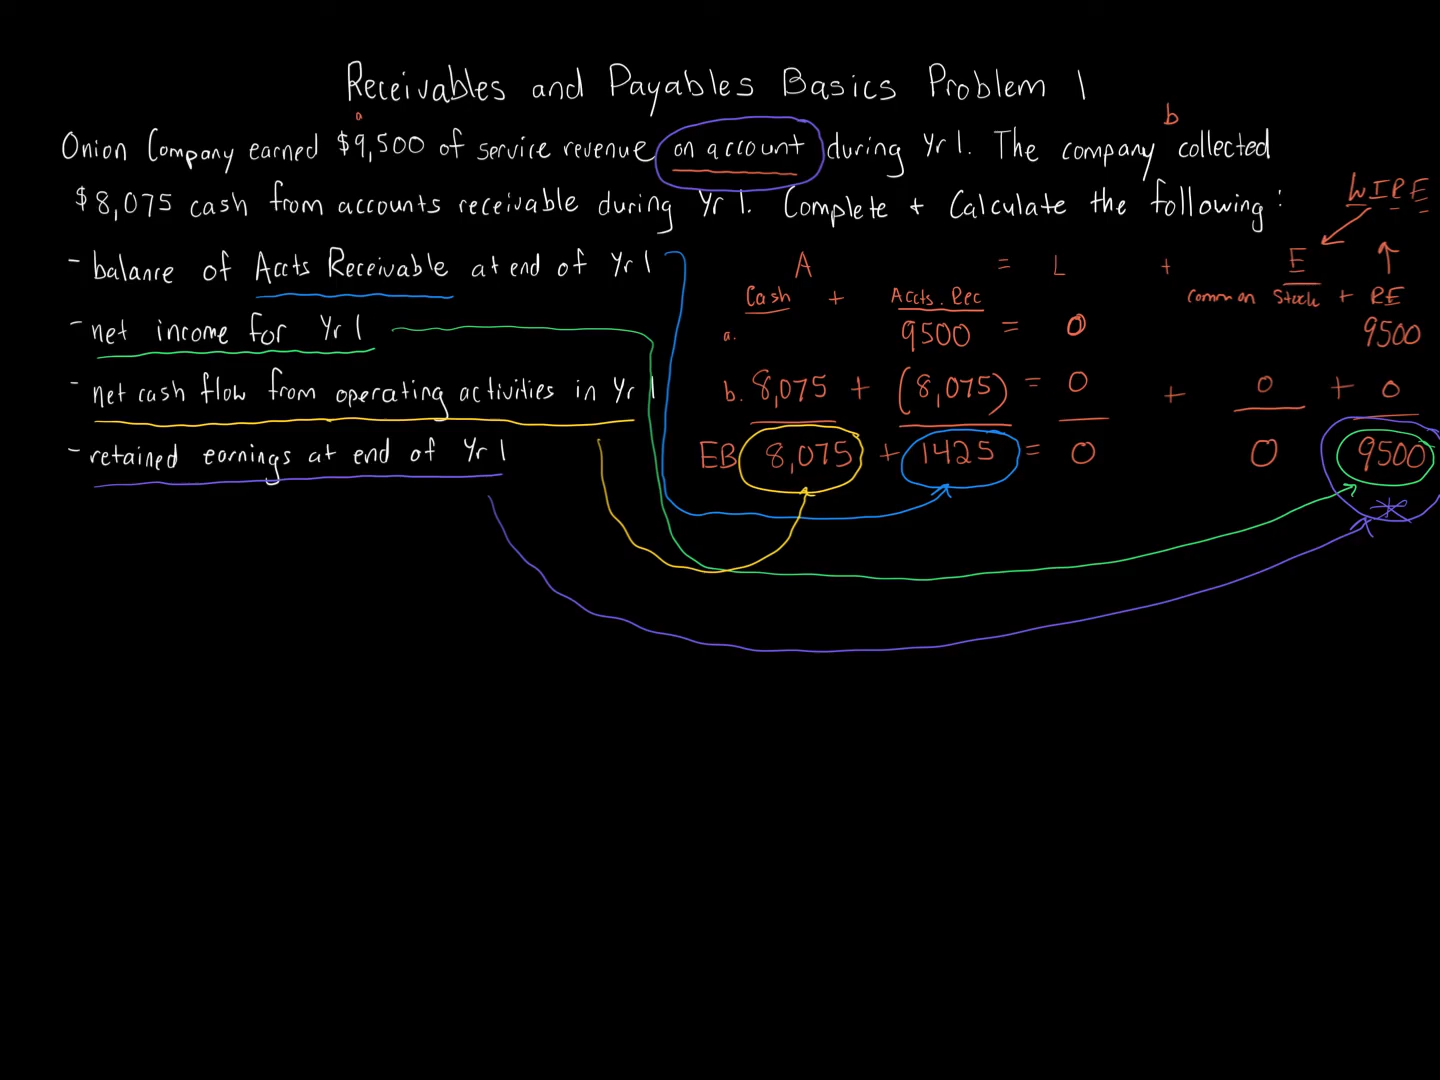 Receivables and Payables Basics Problem 1
a
b
Onion Company earned $9,500 of service revenue on account during Yr 1. The company collected
$8,075 cash from accounts receivable during Yr 1. Complete + Calculate the following:
WIRE
- balance of Accts Receivable at end of Yr 1
A = L + E
Cash + Accts. Rec Common Stock + RE
- net income for Yr 1
a. 9500 = 0 9500
- net cash flow from operating activities in Yr 1
b. 8,075 + (8,075) = 0 + 0 + 0
- retained earnings at end of Yr 1
EB 8,075 + 1425 = 0 0 9500
*